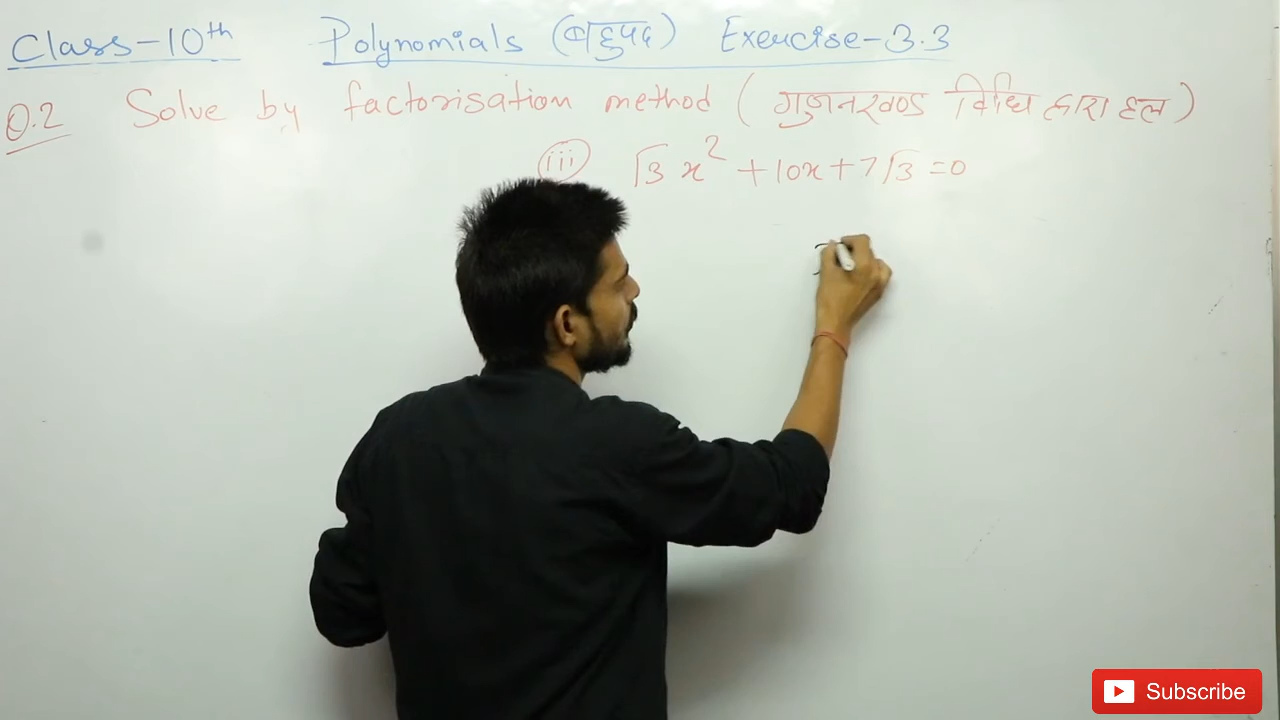 Class-10th Polynomials (बहुपद) Exercise-3.3
Q.2 Solve by factorisation method (गुणनखण्ड विधि द्वारा हल)
iii √3 x² + 10x + 7√3 = 0
Subscribe